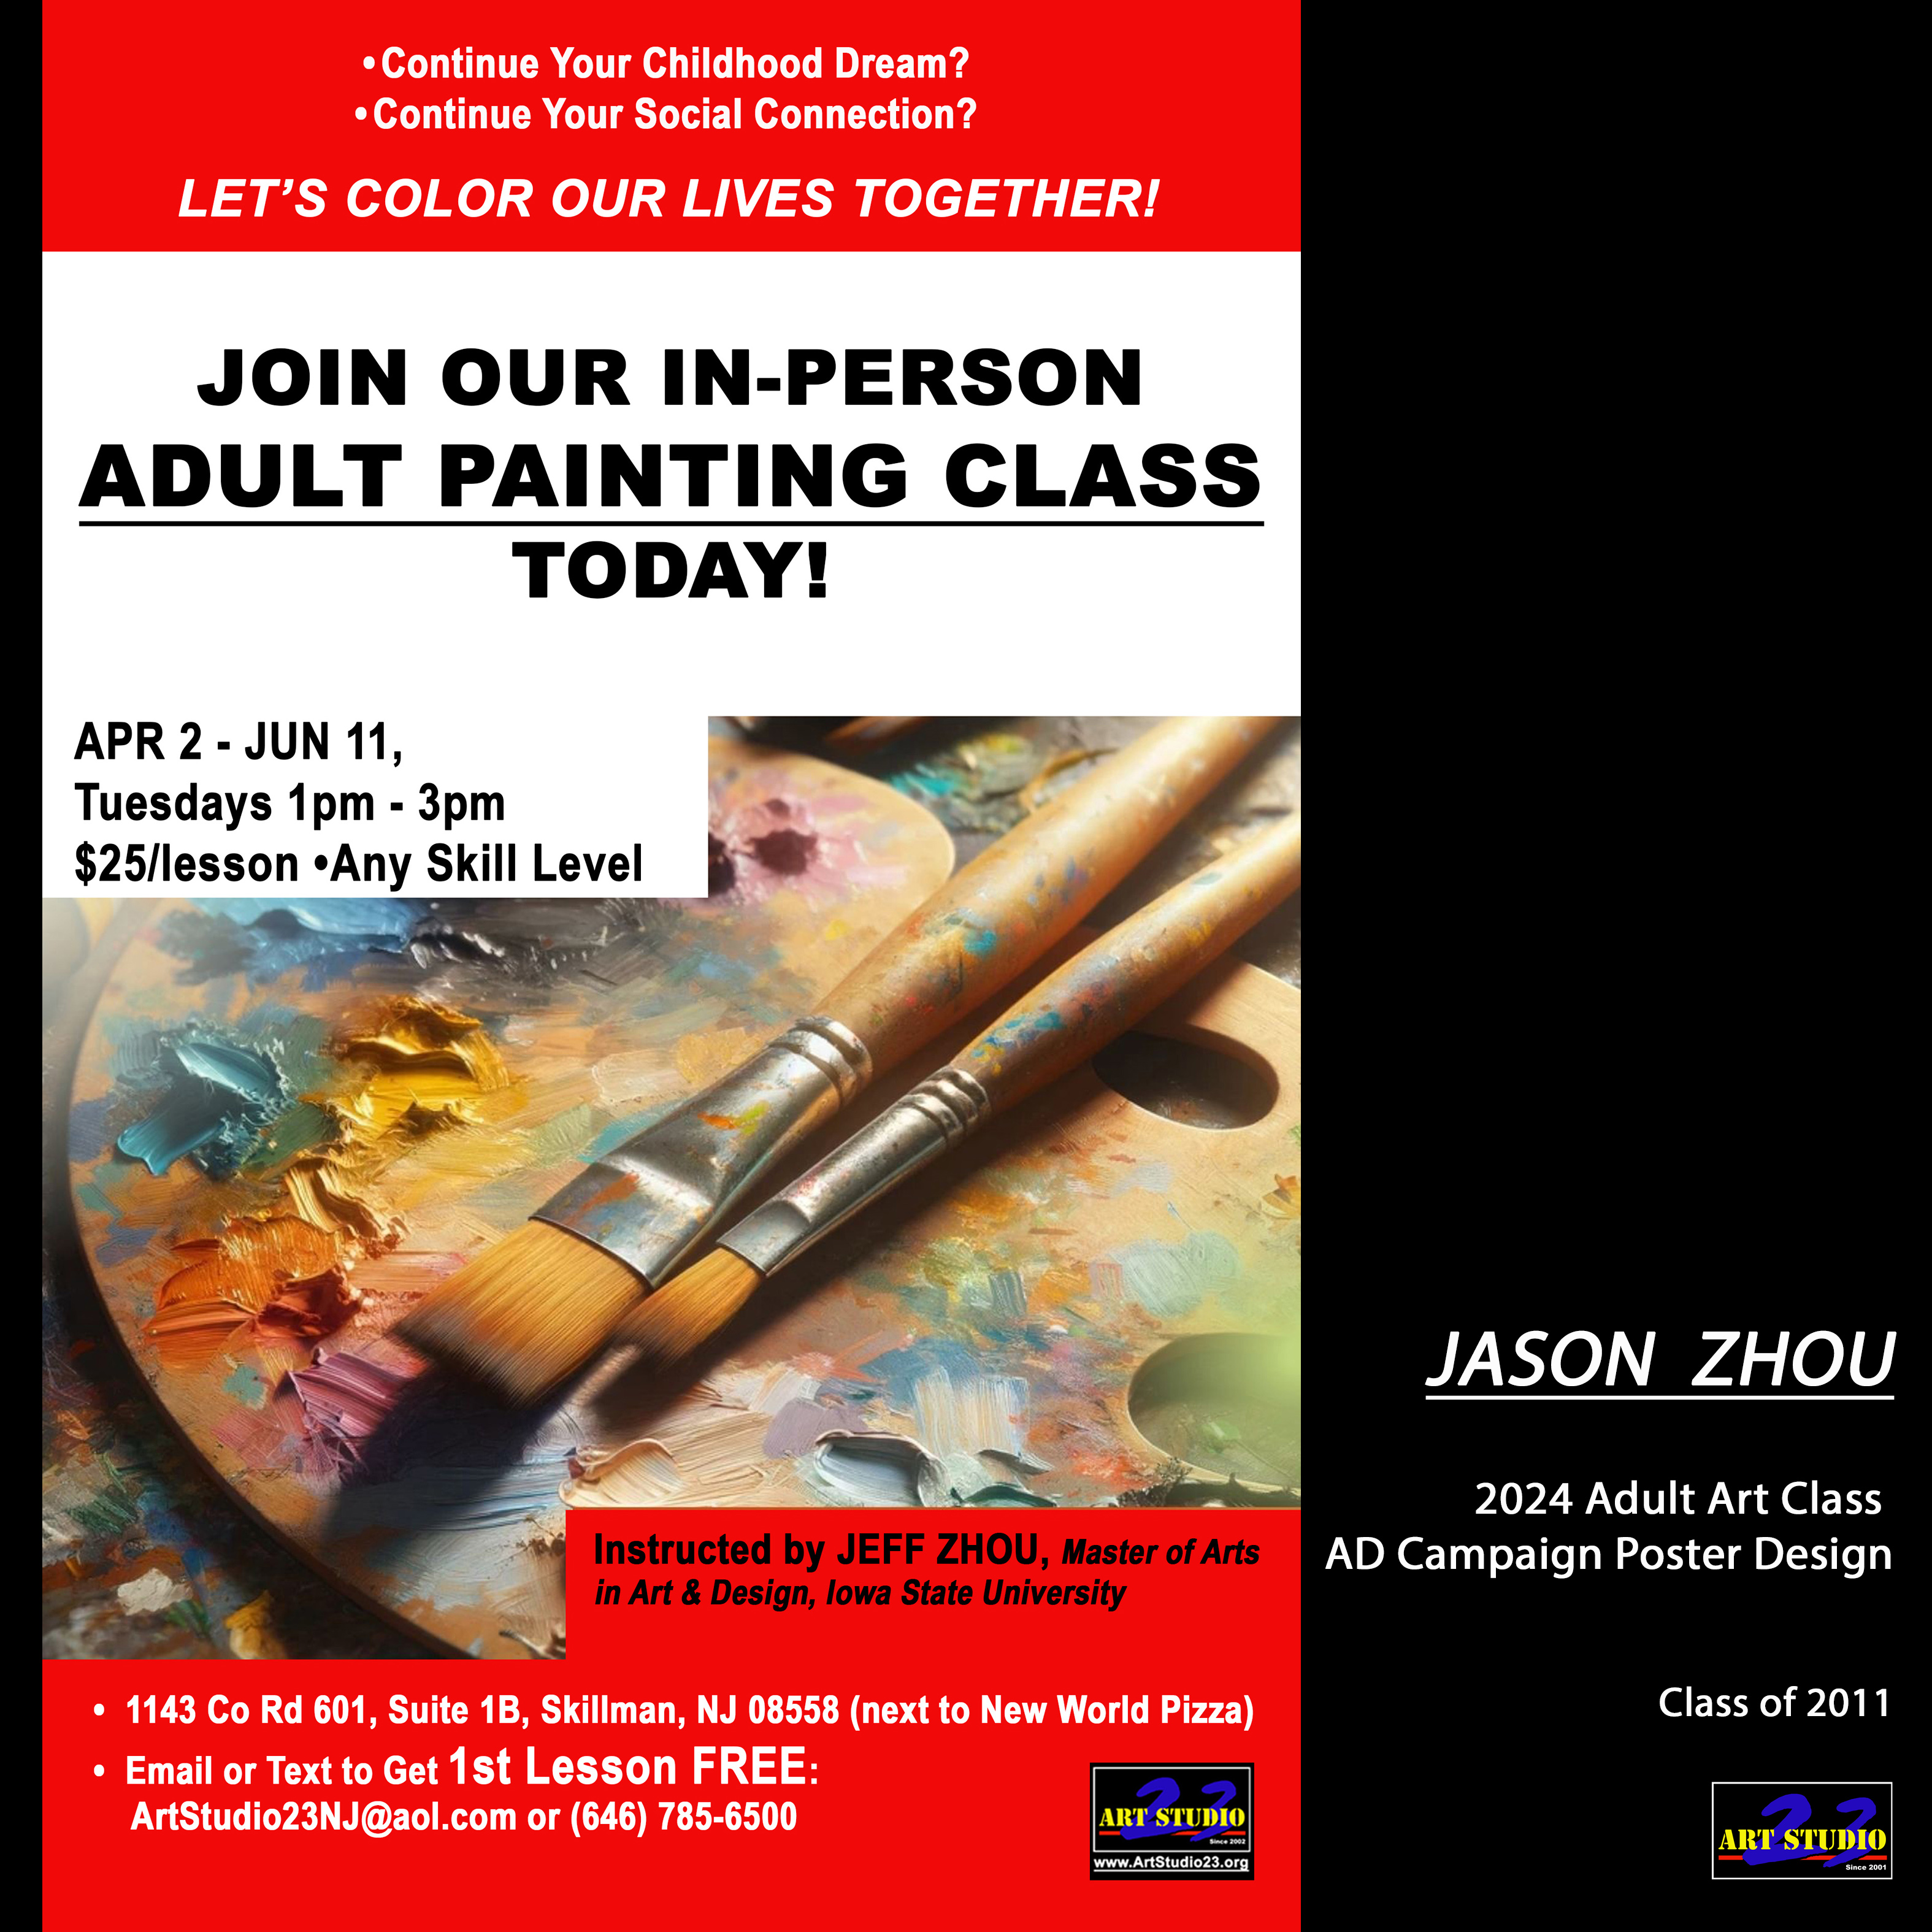 •Continue Your Childhood Dream?
•Continue Your Social Connection?
LET’S COLOR OUR LIVES TOGETHER!
JOIN OUR IN-PERSON
ADULT PAINTING CLASS
TODAY!
APR 2 - JUN 11,
Tuesdays 1pm - 3pm
$25/lesson •Any Skill Level
Instructed by JEFF ZHOU, Master of Arts
in Art & Design, Iowa State University
• 1143 Co Rd 601, Suite 1B, Skillman, NJ 08558 (next to New World Pizza)
• Email or Text to Get 1st Lesson FREE:
ArtStudio23NJ@aol.com or (646) 785-6500
23
ART STUDIO
Since 2002
www.ArtStudio23.org
JASON ZHOU
2024 Adult Art Class
AD Campaign Poster Design
Class of 2011
23
ART STUDIO
Since 2001